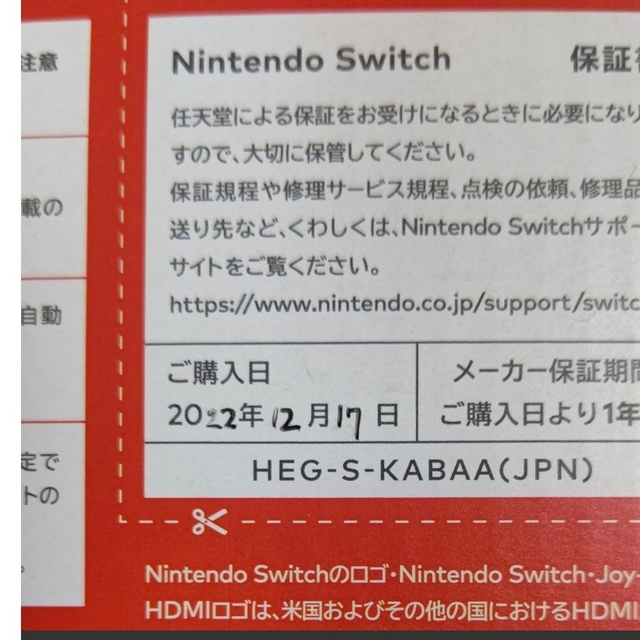 注意
載の
自動
定で
トの
Nintendo Switch 保証
任天堂による保証をお受けになるときに必要になり
すので、大切に保管してください。
保証規程や修理サービス規程、点検の依頼、修理品
送り先など、くわしくは、Nintendo Switchサポー
サイトをご覧ください。
https://www.nintendo.co.jp/support/switc
ご購入日 メーカー保証期間
2022年12月17日 ご購入日より1年
HEG-S-KABAA(JPN)
Nintendo Switchのロゴ・Nintendo Switch・Joy-
HDMIロゴは、米国およびその他の国におけるHDMI